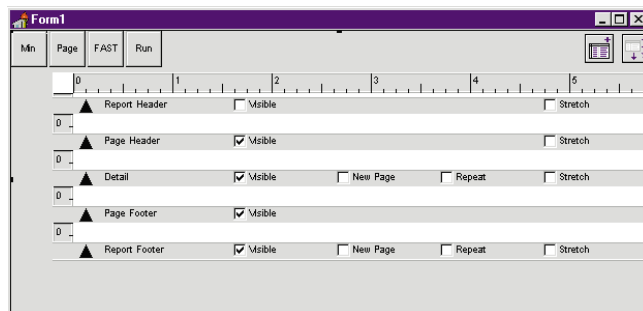 Form1
Min Page FAST Run
0 1 2 3 4 5
Report Header Visible Stretch
0
Page Header Visible Stretch
0
Detail Visible New Page Repeat Stretch
0
Page Footer Visible
0
Report Footer Visible New Page Repeat Stretch